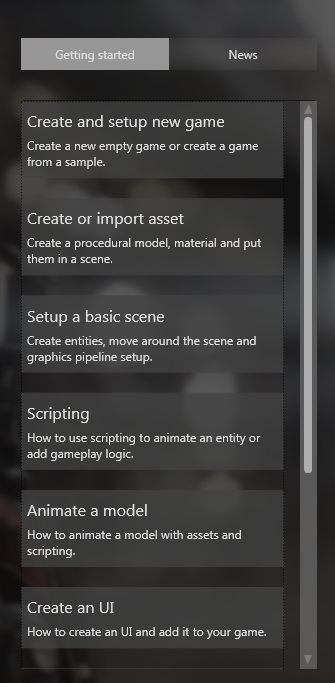 Getting started
News
Create and setup new game
Create a new empty game or create a game
from a sample.
Create or import asset
Create a procedural model, material and put
them in a scene.
Setup a basic scene
Create entities, move around the scene and
graphics pipeline setup.
Scripting
How to use scripting to animate an entity or
add gameplay logic.
Animate a model
How to animate a model with assets and
scripting.
Create an UI
How to create an UI and add it to your game.